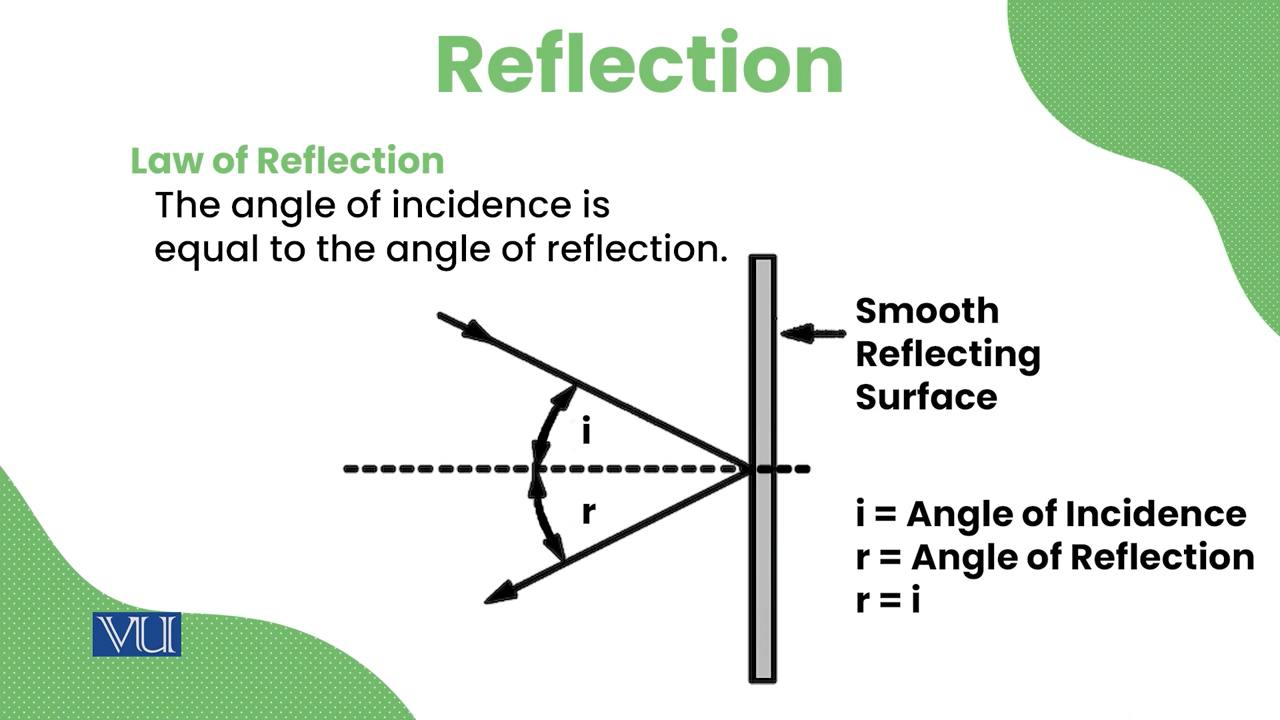 Reflection
Law of Reflection
The angle of incidence is
equal to the angle of reflection.
Smooth
Reflecting
Surface
i
r
i = Angle of Incidence
r = Angle of Reflection
r = i
VU